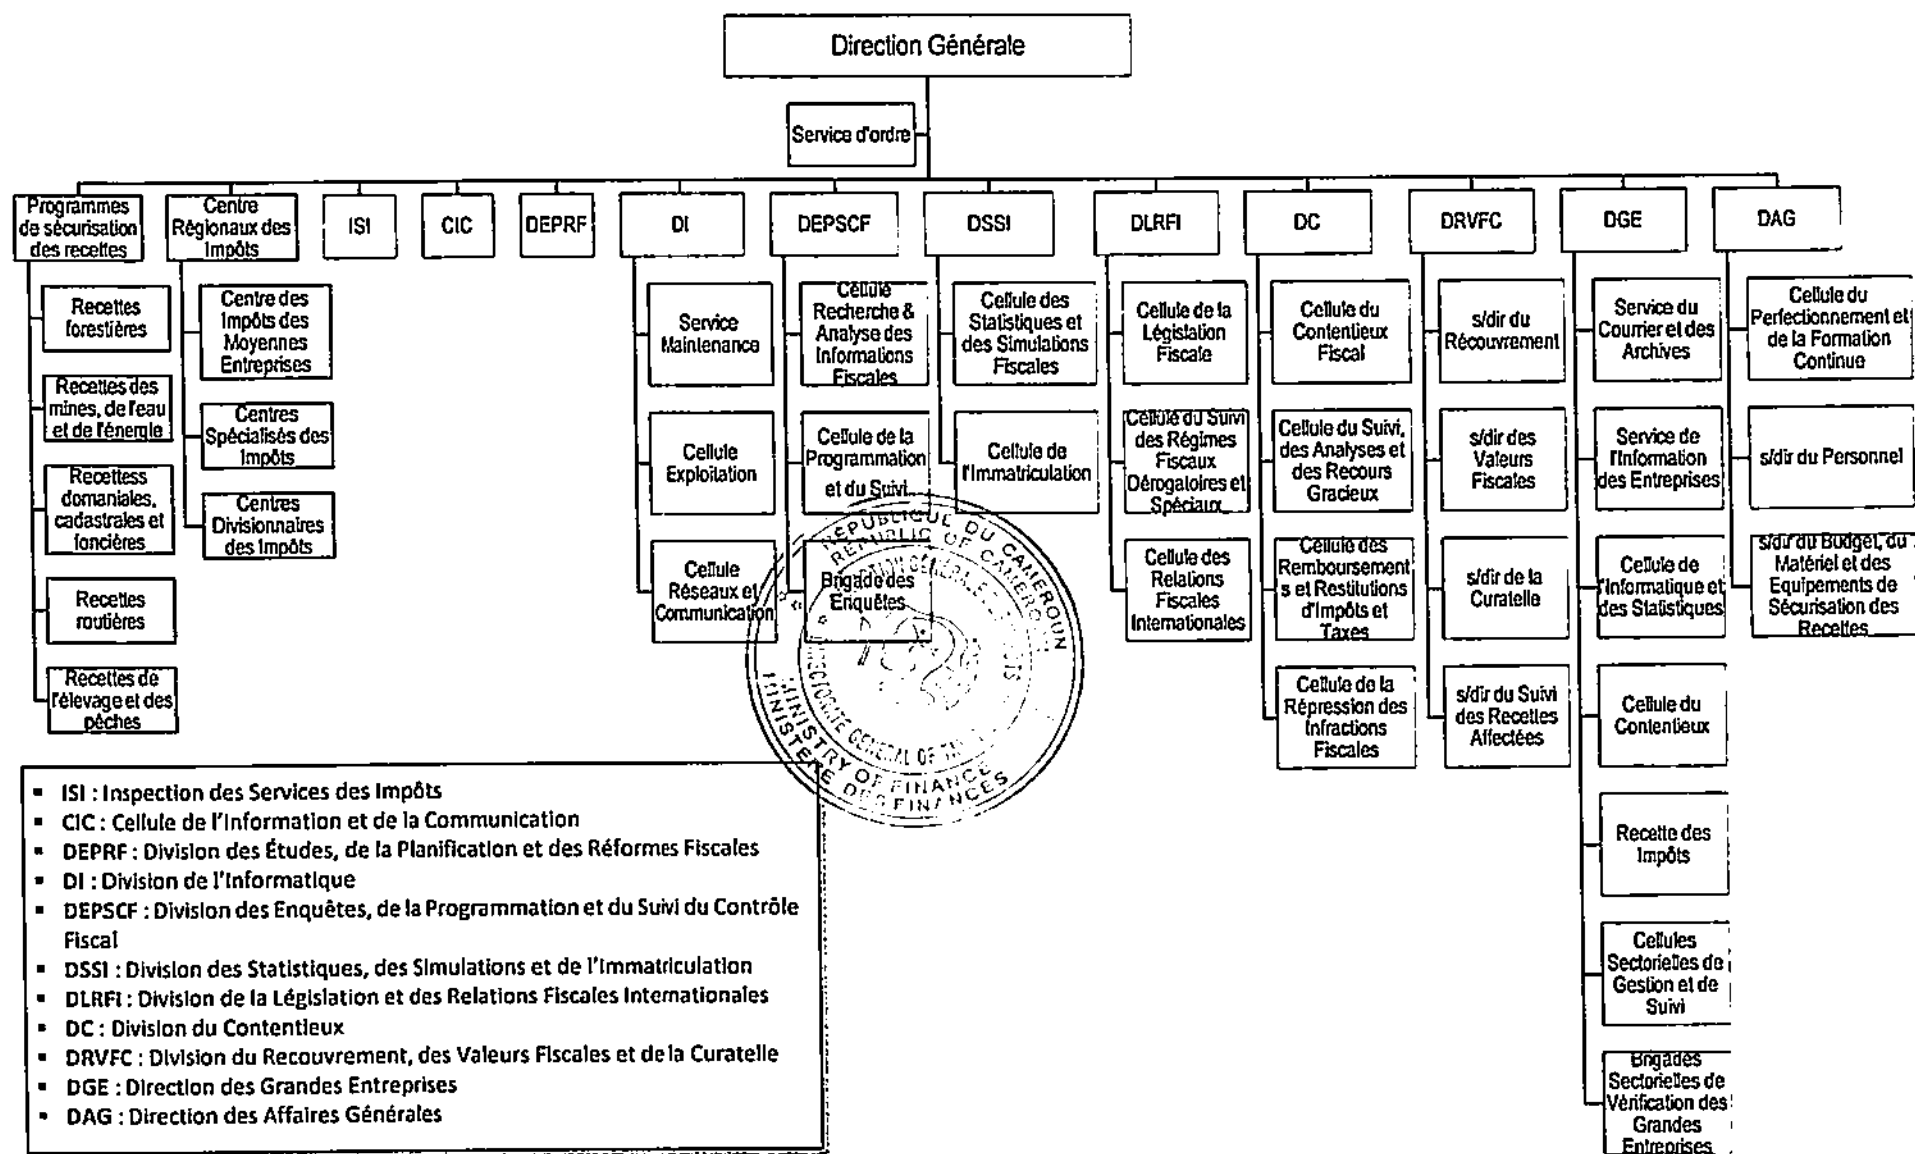 Direction Générale
Service d'ordre
Programmes
de sécurisation
des recettes
Centre
Régionaux des
Impôts
ISI
CIC
DEPRF
DI
DEPSCF
DSSI
DLRFI
DC
DRVFC
DGE
DAG
Recettes
forestières
Recettes des
mines, de l'eau
et de l'énergie
Recettess
domaniales,
cadastrales et
foncières
Recettes
routières
Recettes de
l'élevage et des
pêches
Centre des
Impôts des
Moyennes
Entreprises
Centres
Spécialisés des
Impôts
Centres
Divisionnaires
des Impôts
Service
Maintenance
Cellule
Exploitation
Cellule
Réseaux et
Communication
Cellule
Recherche &
Analyse des
Informations
Fiscales
Cellule de la
Programmation
et du Suivi
Brigade des
Enquêtes
Cellule des
Statistiques et
des Simulations
Fiscales
Cellule de
l'Immatriculation
Cellule de la
Législation
Fiscale
Cellule du Suivi
des Régimes
Fiscaux
Dérogatoires et
Spéciaux
Cellule des
Relations
Fiscales
Internationales
Cellule du
Contentieux
Fiscal
Cellule du Suivi,
des Analyses et
des Recours
Gracieux
Cellule des
Remboursement
s et Restitutions
d'Impôts et
Taxes
Cellule de la
Répression des
Infractions
Fiscales
s/dir du
Récouvrement
s/dir des
Valeurs
Fiscales
s/dir de la
Curatelle
s/dir du Suivi
des Recettes
Affectées
Service du
Courrier et des
Archives
Service de
l'Information
des Entreprises
Cellule de
l'Informatique et
des Statistiques
Cellule du
Contentieux
Recette des
Impôts
Cellules
Sectorielles de
Gestion et de
Suivi
Brigades
Sectorielles de
Vérification des
Grandes
Entreprises
Cellule du
Perfectionnement et
de la Formation
Continue
s/dir du Personnel
s/dir du Budget, du
Matériel et des
Equipements de
Sécurisation des
Recettes
RÉPUBLIQUE DU CAMEROUN
REPUBLIC OF CAMEROON
GENERAL OF
MINISTRY OF FINANCE
MINISTÈRE DES FINANCES
▪ ISI : Inspection des Services des Impôts
▪ CIC : Cellule de l'Information et de la Communication
▪ DEPRF : Division des Études, de la Planification et des Réformes Fiscales
▪ DI : Division de l'Informatique
▪ DEPSCF : Division des Enquêtes, de la Programmation et du Suivi du Contrôle
Fiscal
▪ DSSI : Division des Statistiques, des Simulations et de l'Immatriculation
▪ DLRFI : Division de la Législation et des Relations Fiscales Internationales
▪ DC : Division du Contentieux
▪ DRVFC : Division du Recouvrement, des Valeurs Fiscales et de la Curatelle
▪ DGE : Direction des Grandes Entreprises
▪ DAG : Direction des Affaires Générales